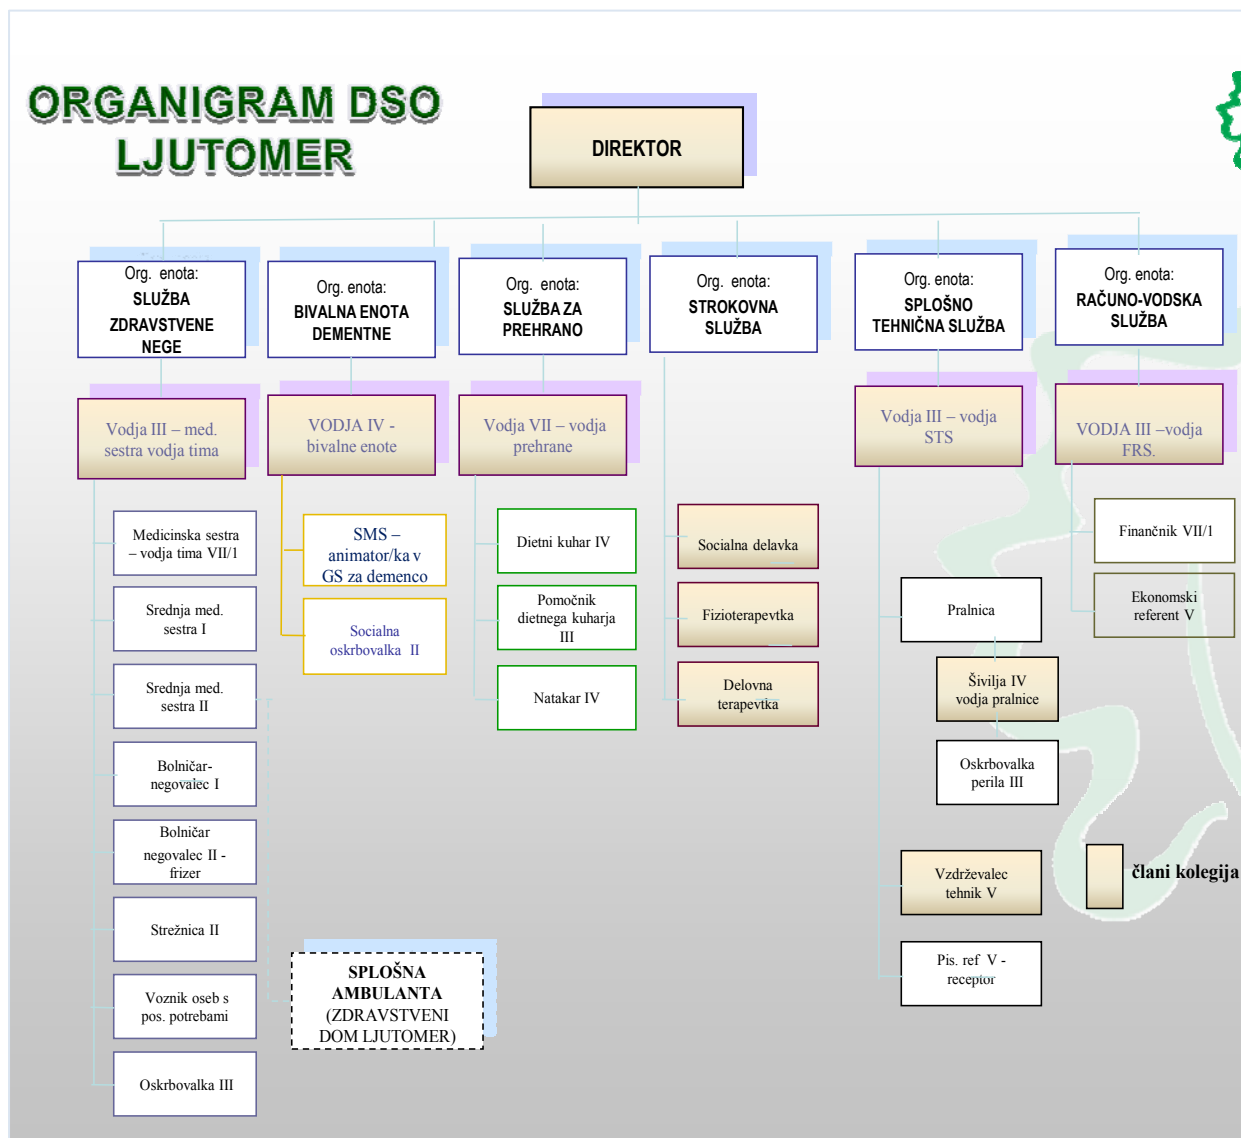 ORGANIGRAM DSO
LJUTOMER
DIREKTOR
Org. enota:
SLUŽBA
ZDRAVSTVENE
NEGE
Org. enota:
BIVALNA ENOTA
DEMENTNE
Org. enota:
SLUŽBA ZA
PREHRANO
Org. enota:
STROKOVNA
SLUŽBA
Org. enota:
SPLOŠNO
TEHNIČNA SLUŽBA
Org. enota:
RAČUNO-VODSKA
SLUŽBA
Vodja III – med.
sestra vodja tima
VODJA IV -
bivalne enote
Vodja VII – vodja
prehrane
Vodja III – vodja
STS
VODJA III –vodja
FRS.
Medicinska sestra
– vodja tima VII/1
Srednja med.
sestra I
Srednja med.
sestra II
Bolničar-
negovalec I
Bolničar
negovalec II -
frizer
Strežnica II
Voznik oseb s
pos. potrebami
Oskrbovalka III
SMS –
animator/ka v
GS za demenco
Socialna
oskrbovalka II
Dietni kuhar IV
Pomočnik
dietnega kuharja
III
Natakar IV
Socialna delavka
Fizioterapevtka
Delovna
terapevtka
Pralnica
Šivilja IV
vodja pralnice
Oskrbovalka
perila III
Vzdrževalec
tehnik V
Pis. ref V -
receptor
Finančnik VII/1
Ekonomski
referent V
člani kolegija
SPLOŠNA
AMBULANTA
(ZDRAVSTVENI
DOM LJUTOMER)